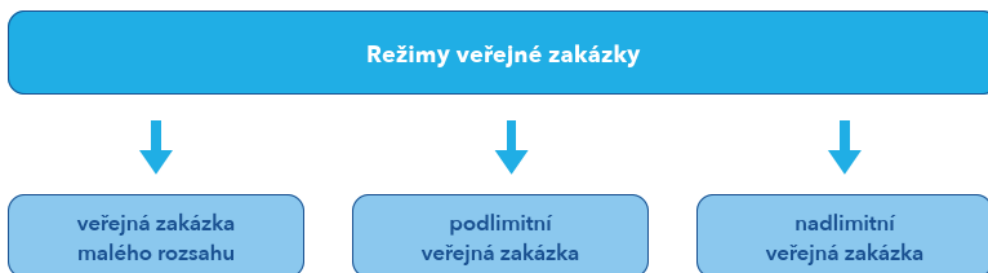 Režimy veřejné zakázky
veřejná zakázka
malého rozsahu
podlimitní
veřejná zakázka
nadlimitní
veřejná zakázka